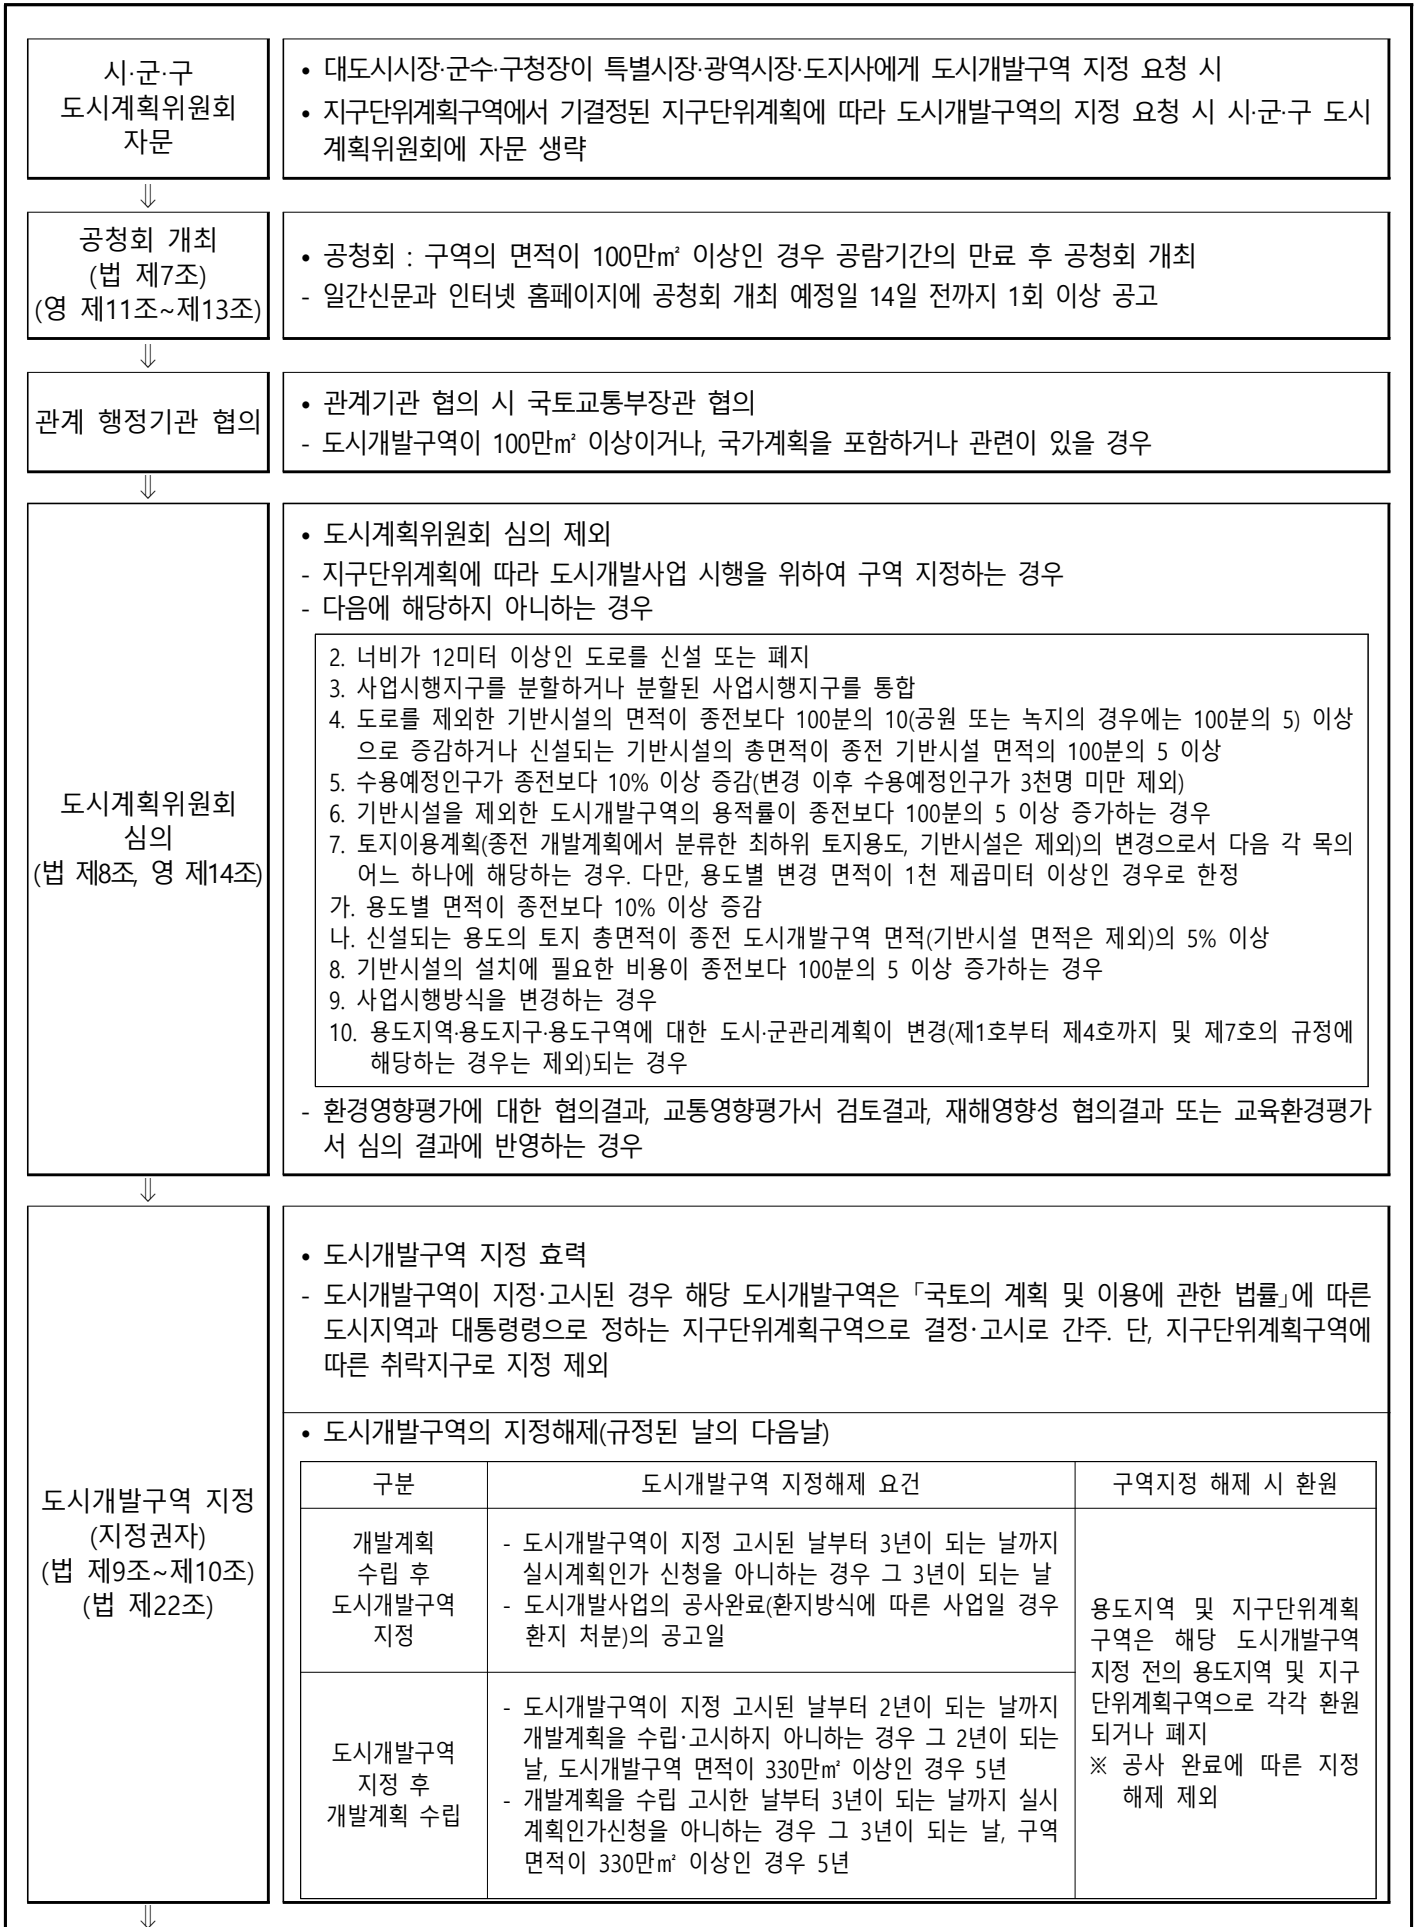 시·군·구
도시계획위원회
자문
• 대도시시장·군수·구청장이 특별시장·광역시장·도지사에게 도시개발구역 지정 요청 시
• 지구단위계획구역에서 기결정된 지구단위계획에 따라 도시개발구역의 지정 요청 시 시·군·구 도시
계획위원회에 자문 생략
⇓
공청회 개최
(법 제7조)
(영 제11조~제13조)
• 공청회 : 구역의 면적이 100만㎡ 이상인 경우 공람기간의 만료 후 공청회 개최
- 일간신문과 인터넷 홈페이지에 공청회 개최 예정일 14일 전까지 1회 이상 공고
⇓
관계 행정기관 협의
• 관계기관 협의 시 국토교통부장관 협의
- 도시개발구역이 100만㎡ 이상이거나, 국가계획을 포함하거나 관련이 있을 경우
⇓
도시계획위원회
심의
(법 제8조, 영 제14조)
• 도시계획위원회 심의 제외
- 지구단위계획에 따라 도시개발사업 시행을 위하여 구역 지정하는 경우
- 다음에 해당하지 아니하는 경우
2. 너비가 12미터 이상인 도로를 신설 또는 폐지
3. 사업시행지구를 분할하거나 분할된 사업시행지구를 통합
4. 도로를 제외한 기반시설의 면적이 종전보다 100분의 10(공원 또는 녹지의 경우에는 100분의 5) 이상
으로 증감하거나 신설되는 기반시설의 총면적이 종전 기반시설 면적의 100분의 5 이상
5. 수용예정인구가 종전보다 10% 이상 증감(변경 이후 수용예정인구가 3천명 미만 제외)
6. 기반시설을 제외한 도시개발구역의 용적률이 종전보다 100분의 5 이상 증가하는 경우
7. 토지이용계획(종전 개발계획에서 분류한 최하위 토지용도, 기반시설은 제외)의 변경으로서 다음 각 목의
어느 하나에 해당하는 경우. 다만, 용도별 변경 면적이 1천 제곱미터 이상인 경우로 한정
가. 용도별 면적이 종전보다 10% 이상 증감
나. 신설되는 용도의 토지 총면적이 종전 도시개발구역 면적(기반시설 면적은 제외)의 5% 이상
8. 기반시설의 설치에 필요한 비용이 종전보다 100분의 5 이상 증가하는 경우
9. 사업시행방식을 변경하는 경우
10. 용도지역·용도지구·용도구역에 대한 도시·군관리계획이 변경(제1호부터 제4호까지 및 제7호의 규정에
해당하는 경우는 제외)되는 경우
- 환경영향평가에 대한 협의결과, 교통영향평가서 검토결과, 재해영향성 협의결과 또는 교육환경평가
서 심의 결과에 반영하는 경우
⇓
도시개발구역 지정
(지정권자)
(법 제9조~제10조)
(법 제22조)
• 도시개발구역 지정 효력
- 도시개발구역이 지정·고시된 경우 해당 도시개발구역은 「국토의 계획 및 이용에 관한 법률」에 따른
도시지역과 대통령령으로 정하는 지구단위계획구역으로 결정·고시로 간주. 단, 지구단위계획구역에
따른 취락지구로 지정 제외
• 도시개발구역의 지정해제(규정된 날의 다음날)
구분
도시개발구역 지정해제 요건
구역지정 해제 시 환원
개발계획
수립 후
도시개발구역
지정
- 도시개발구역이 지정 고시된 날부터 3년이 되는 날까지
실시계획인가 신청을 아니하는 경우 그 3년이 되는 날
- 도시개발사업의 공사완료(환지방식에 따른 사업일 경우
환지 처분)의 공고일
도시개발구역
지정 후
개발계획 수립
- 도시개발구역이 지정 고시된 날부터 2년이 되는 날까지
개발계획을 수립·고시하지 아니하는 경우 그 2년이 되는
날, 도시개발구역 면적이 330만㎡ 이상인 경우 5년
- 개발계획을 수립 고시한 날부터 3년이 되는 날까지 실시
계획인가신청을 아니하는 경우 그 3년이 되는 날, 구역
면적이 330만㎡ 이상인 경우 5년
용도지역 및 지구단위계획
구역은 해당 도시개발구역
지정 전의 용도지역 및 지구
단위계획구역으로 각각 환원
되거나 폐지
※ 공사 완료에 따른 지정
해제 제외
⇓